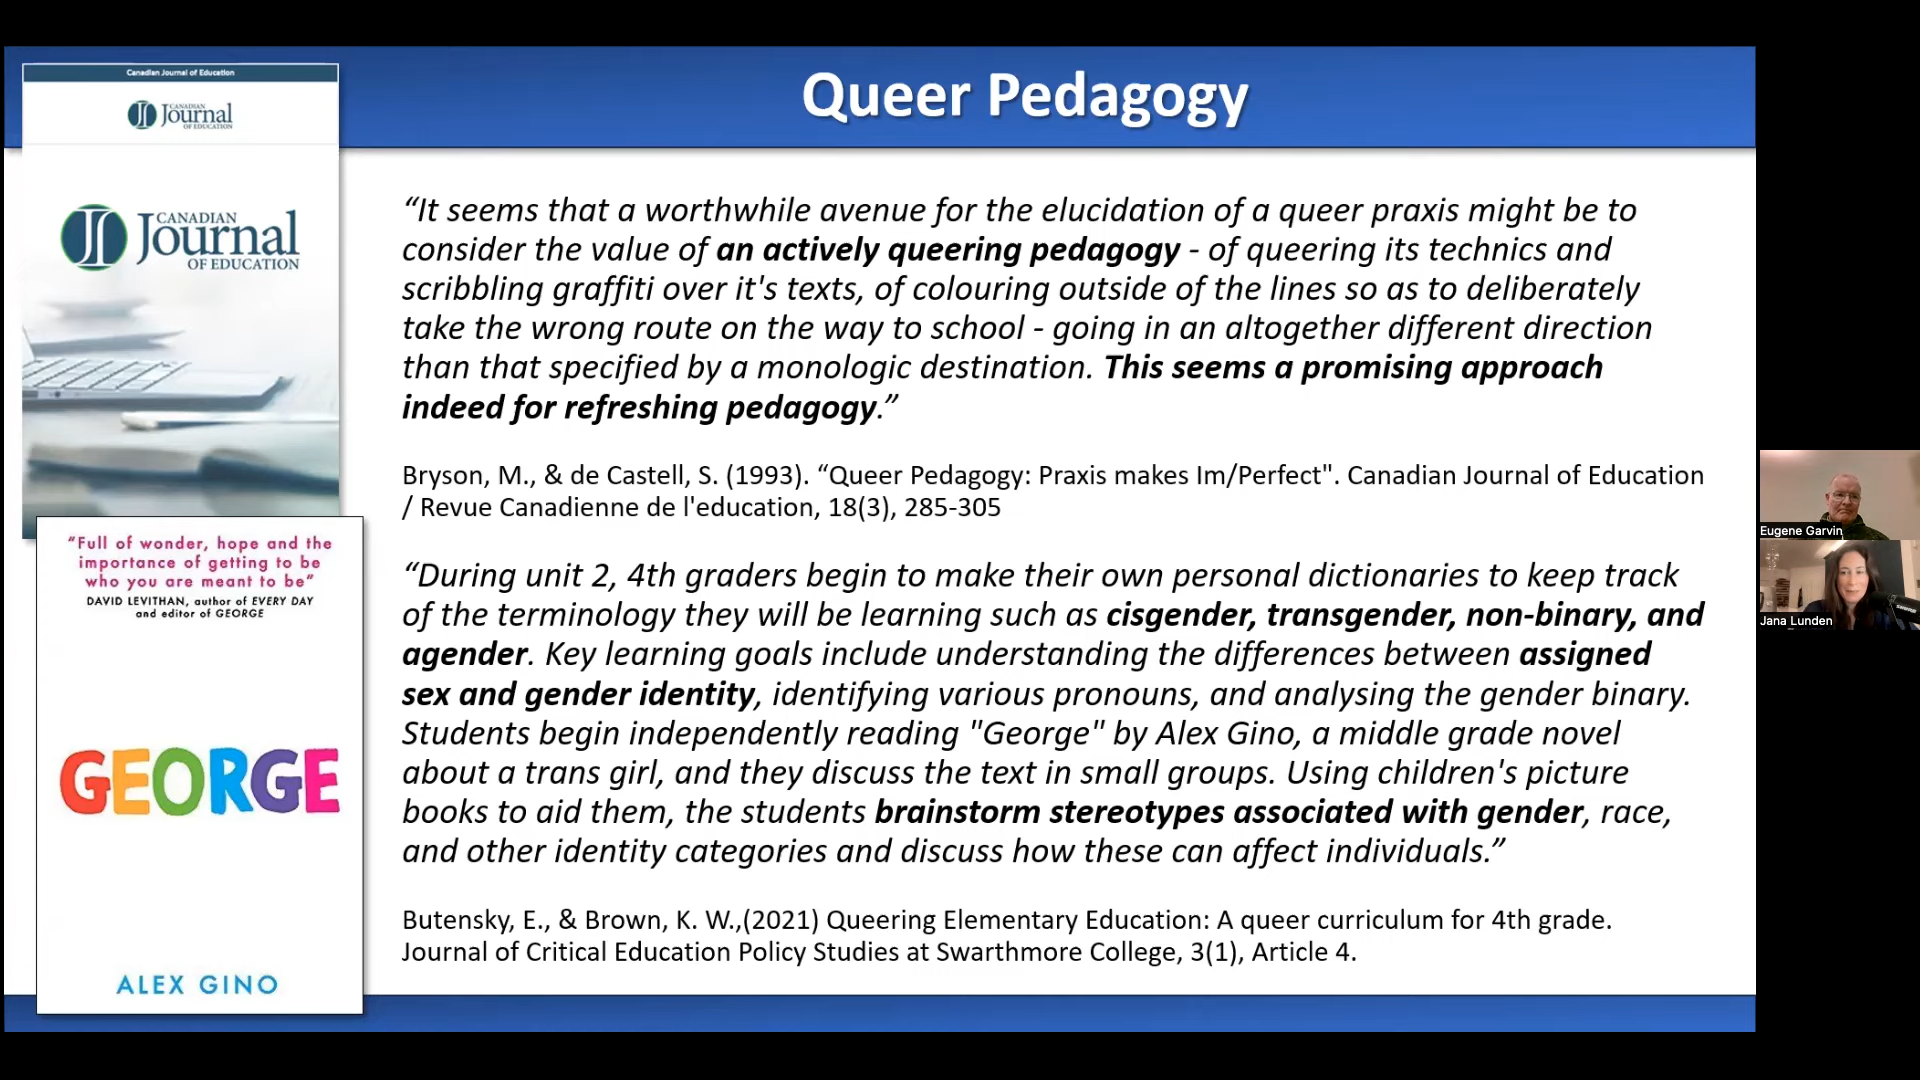 Queer Pedagogy
Canadian Journal of Education
CANADIAN
Journal
OF EDUCATION
CANADIAN
Journal
OF EDUCATION
“It seems that a worthwhile avenue for the elucidation of a queer praxis might be to
consider the value of an actively queering pedagogy - of queering its technics and
scribbling graffiti over it's texts, of colouring outside of the lines so as to deliberately
take the wrong route on the way to school - going in an altogether different direction
than that specified by a monologic destination. This seems a promising approach
indeed for refreshing pedagogy.”
Bryson, M., & de Castell, S. (1993). “Queer Pedagogy: Praxis makes Im/Perfect". Canadian Journal of Education
/ Revue Canadienne de l'education, 18(3), 285-305
“During unit 2, 4th graders begin to make their own personal dictionaries to keep track
of the terminology they will be learning such as cisgender, transgender, non-binary, and
agender. Key learning goals include understanding the differences between assigned
sex and gender identity, identifying various pronouns, and analysing the gender binary.
Students begin independently reading "George" by Alex Gino, a middle grade novel
about a trans girl, and they discuss the text in small groups. Using children's picture
books to aid them, the students brainstorm stereotypes associated with gender, race,
and other identity categories and discuss how these can affect individuals.”
Butensky, E., & Brown, K. W.,(2021) Queering Elementary Education: A queer curriculum for 4th grade.
Journal of Critical Education Policy Studies at Swarthmore College, 3(1), Article 4.
"Full of wonder, hope and the
importance of getting to be
who you are meant to be"
DAVID LEVITHAN, author of EVERY DAY
and editor of GEORGE
GEORGE
ALEX GINO
Eugene Garvin
Jana Lunden